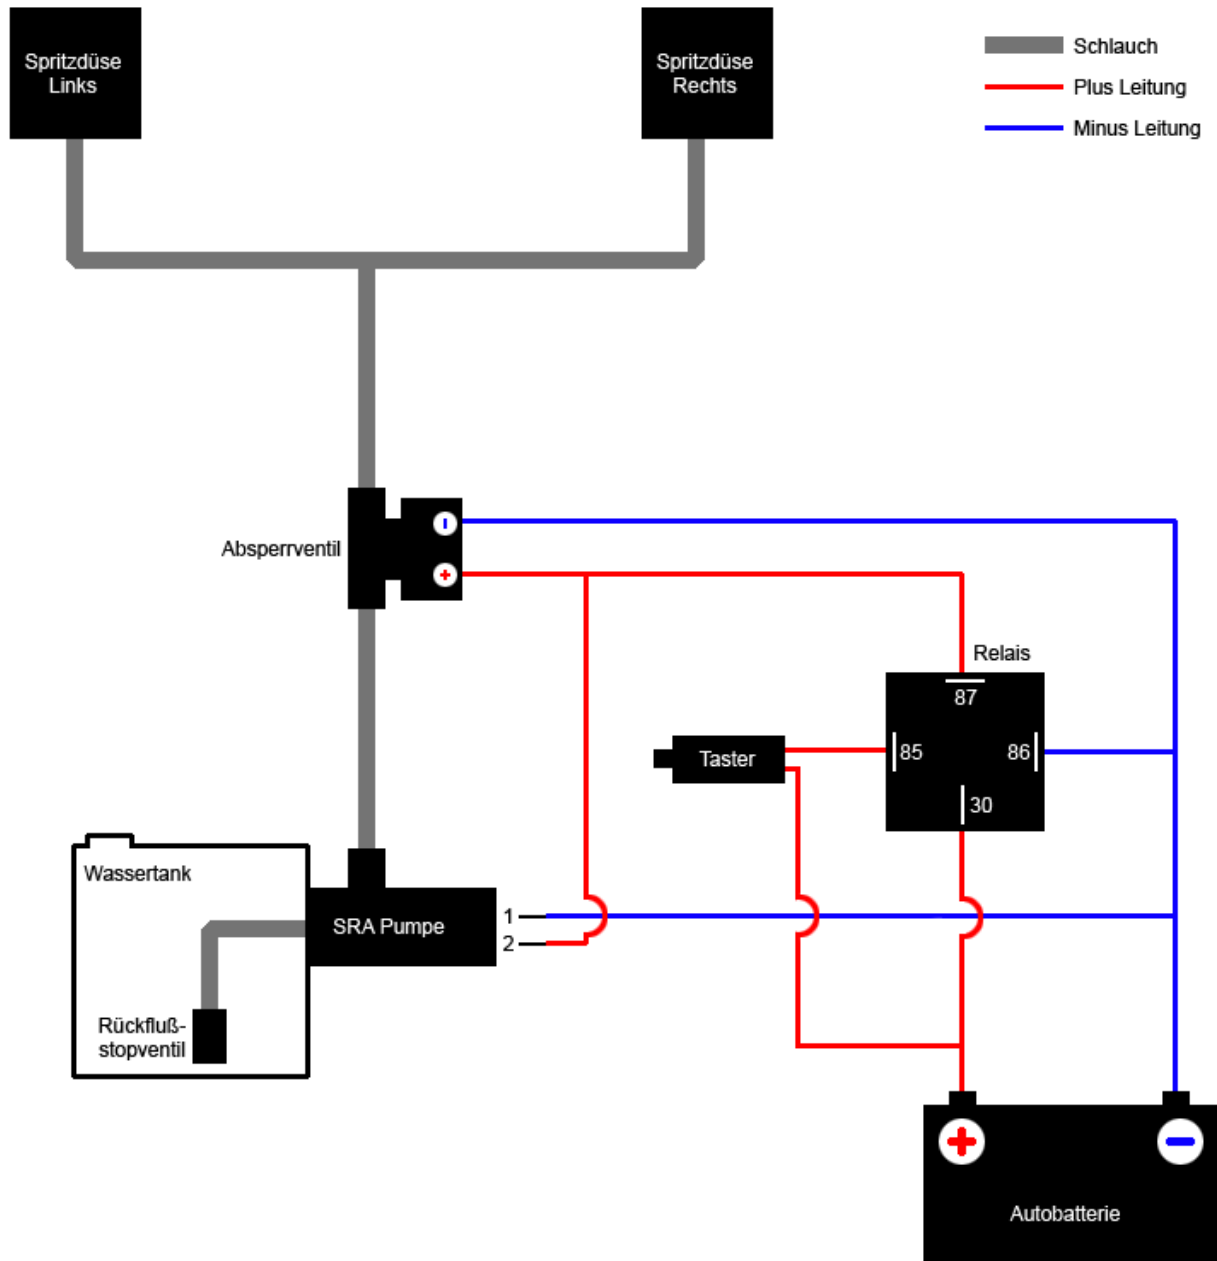 Spritzdüse
Links
Spritzdüse
Rechts
Schlauch
Plus Leitung
Minus Leitung
Absperrventil
Relais
87
85
86
30
Taster
Wassertank
SRA Pumpe
1
2
Rückfluß-
stopventil
Autobatterie